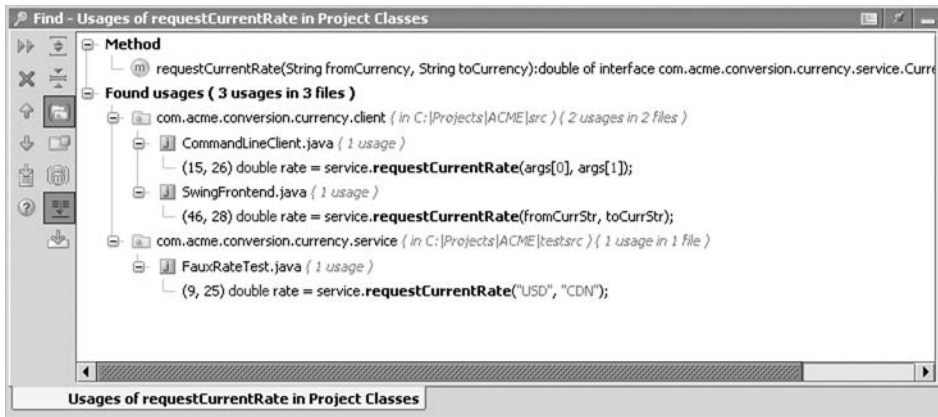 Find - Usages of requestCurrentRate in Project Classes
Method
m requestCurrentRate(String fromCurrency, String toCurrency):double of interface com.acme.conversion.currency.service.Curre
Found usages ( 3 usages in 3 files )
com.acme.conversion.currency.client ( in C:|Projects|ACME|src ) ( 2 usages in 2 files )
J CommandLineClient.java ( 1 usage )
(15, 26) double rate = service.requestCurrentRate(args[0], args[1]);
J SwingFrontend.java ( 1 usage )
(46, 28) double rate = service.requestCurrentRate(fromCurrStr, toCurrStr);
com.acme.conversion.currency.service ( in C:|Projects|ACME|testsrc ) ( 1 usage in 1 file )
J FauxRateTest.java ( 1 usage )
(9, 25) double rate = service.requestCurrentRate("USD", "CDN");
Usages of requestCurrentRate in Project Classes